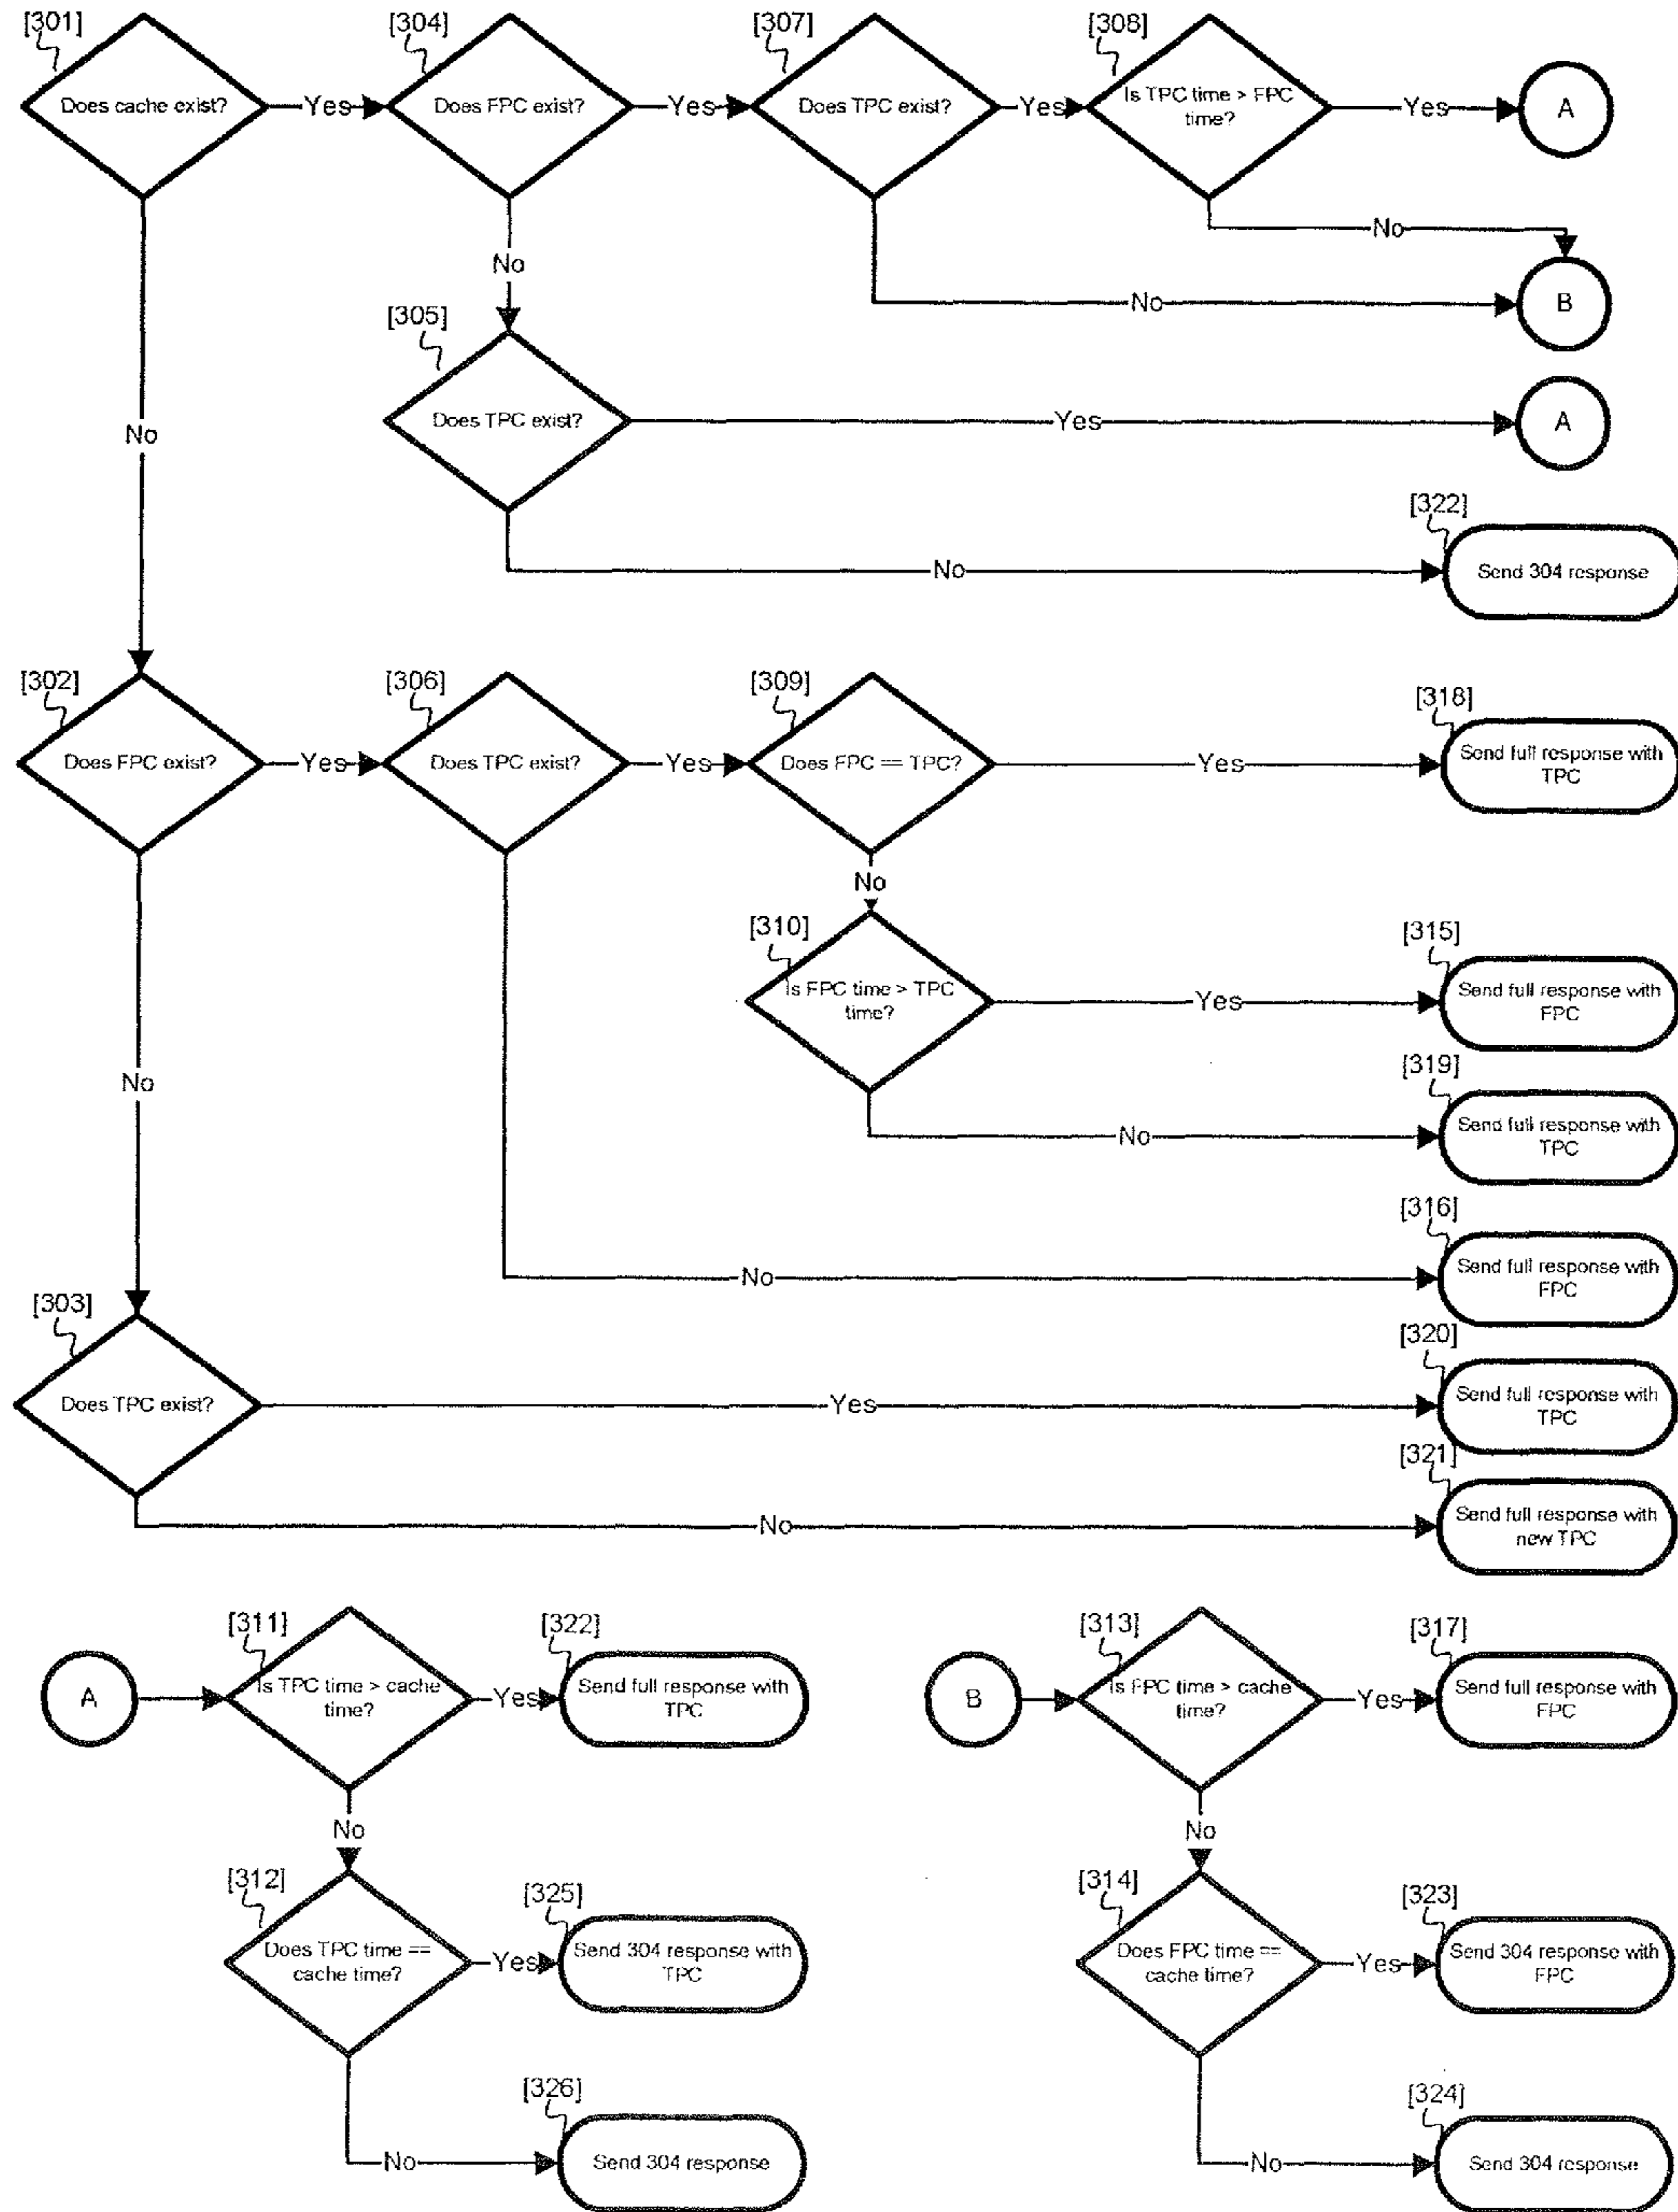 [301]
[304]
[307]
[308]
Does cache exist?
Yes
Does FPC exist?
Yes
Does TPC exist?
Yes
Is TPC time > FPC
time?
Yes
A
No
No
B
No
[305]
Does TPC exist?
Yes
A
No
[322]
No
Send 304 response
[302]
[306]
[309]
[318]
Does FPC exist?
Yes
Does TPC exist?
Yes
Does FPC == TPC?
Yes
Send full response with
TPC
No
[310]
[315]
Is FPC time > TPC
time?
Yes
Send full response with
FPC
No
[319]
No
Send full response with
TPC
[316]
No
Send full response with
FPC
[303]
[320]
Does TPC exist?
Yes
Send full response with
TPC
[321]
No
Send full response with
new TPC
[311]
[322]
A
Is TPC time > cache
time?
Yes
Send full response with
TPC
No
[312]
[325]
Does TPC time ==
cache time?
Yes
Send 304 response with
TPC
[326]
No
Send 304 response
[313]
[317]
B
Is FPC time > cache
time?
Yes
Send full response with
FPC
No
[314]
[323]
Does FPC time ==
cache time?
Yes
Send 304 response with
FPC
[324]
No
Send 304 response